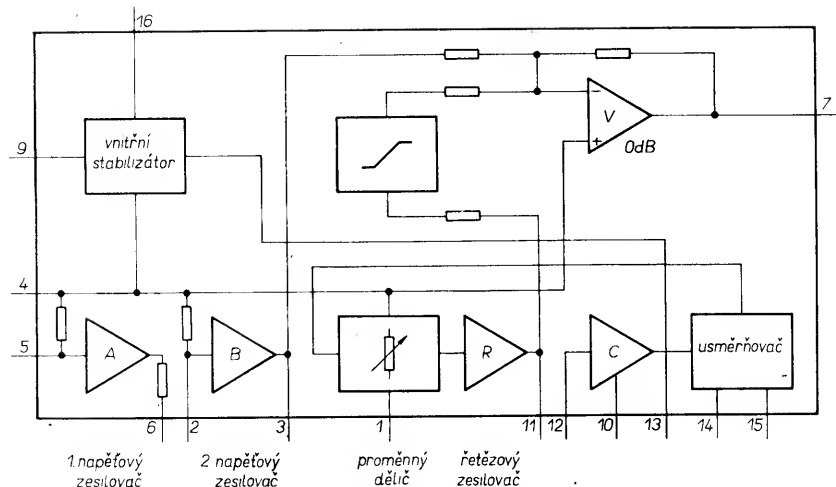 16
7
vnitřní
stabilizátor
9
V
0dB
− 
+
4
5
A
B
R
C
usměrňovač
-
6
2
3
1
11
12
10
13
14
15
1. napěťový
zesilovač
2 napěťový
zesilovač
proměnný
dělič
řetězový
zesilovač